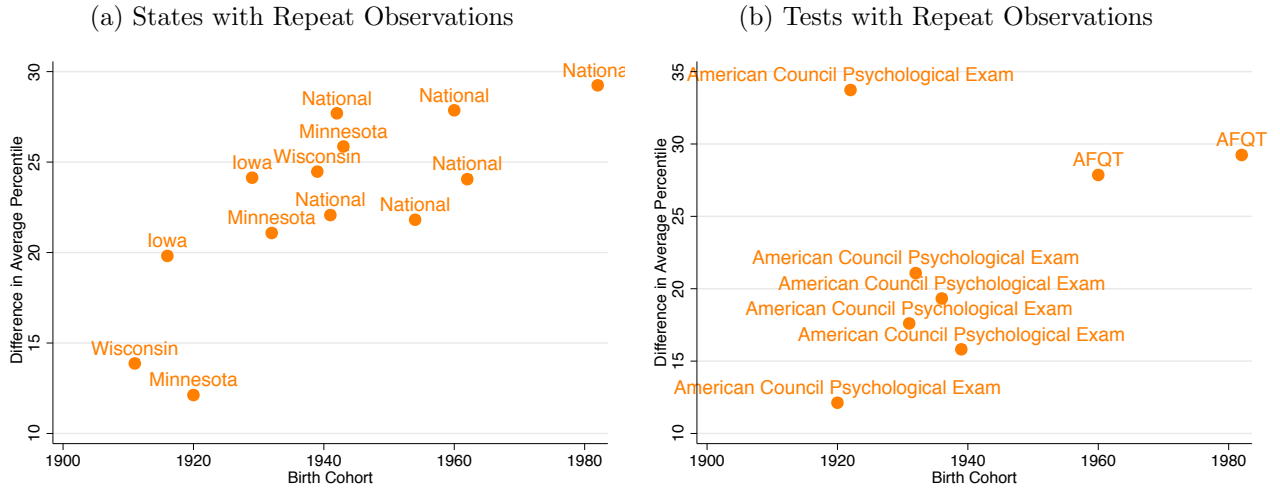 (a) States with Repeat Observations
Difference in Average Percentile
30
25
20
15
10
Nationa
National
National
Minnesota
Iowa
Wisconsin
National
National
Minnesota
National
Iowa
Wisconsin
Minnesota
1900
1920
1940
1960
1980
Birth Cohort
(b) Tests with Repeat Observations
Difference in Average Percentile
35
30
25
20
15
10
American Council Psychological Exam
AFQT
AFQT
American Council Psychological Exam
American Council Psychological Exam
American Council Psychological Exam
American Council Psychological Exam
American Council Psychological Exam
1900
1920
1940
1960
1980
Birth Cohort